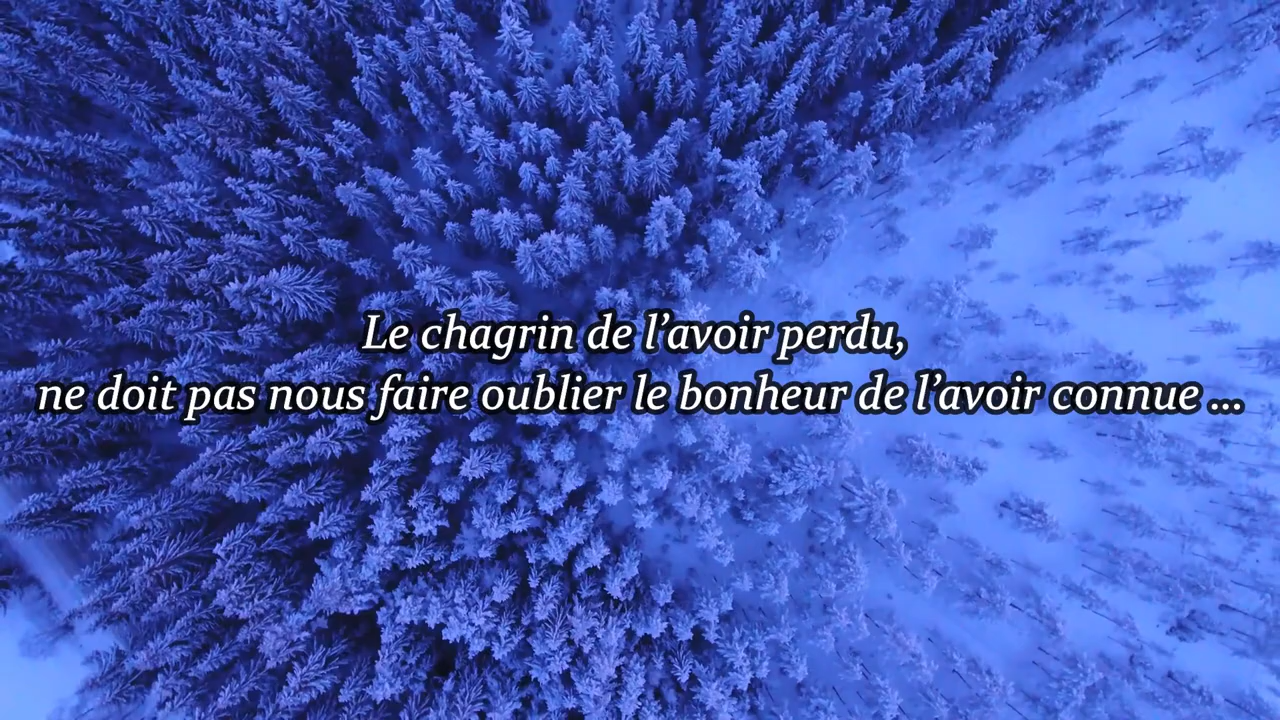 Le chagrin de l’avoir perdu,
ne doit pas nous faire oublier le bonheur de l’avoir connue ...